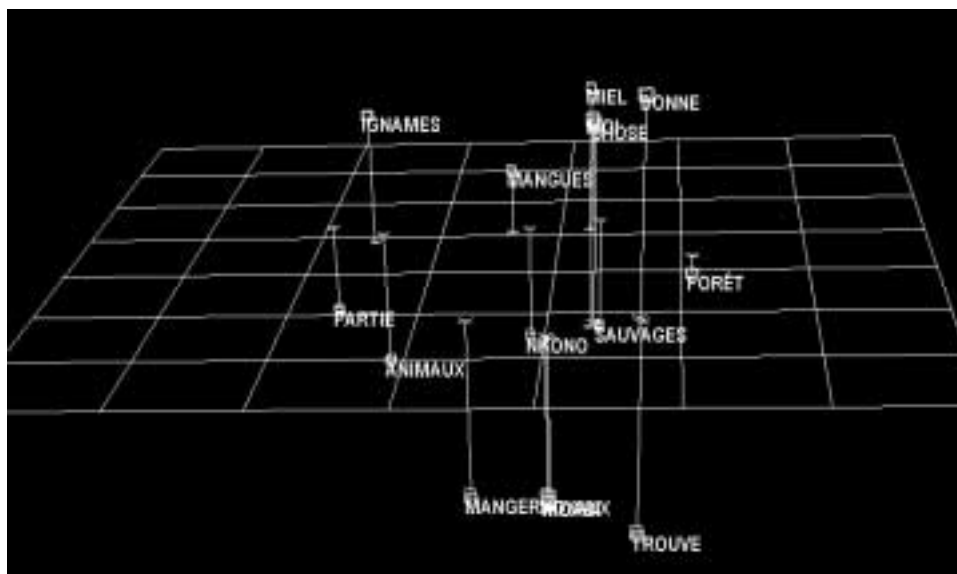 MIEL
BONNE
IGNAMES
CHOSE
MANGUES
FORÊT
PARTIE
SAUVAGES
ANIMAUX
MANGER
TROUVE